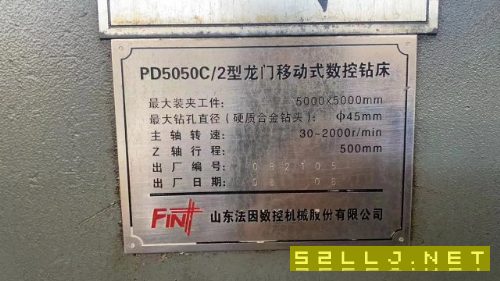 PD5050C/2型龙门移动式数控钻床
最大装夹工件: 5000×5000mm
最大钻孔直径(硬质合金钻头): Φ45mm
主轴转速: 30~2000r/min
Z轴行程: 500mm
出厂编号: 082105
出厂日期:
FIN 山东法因数控机械股份有限公司
52LLJ.NET